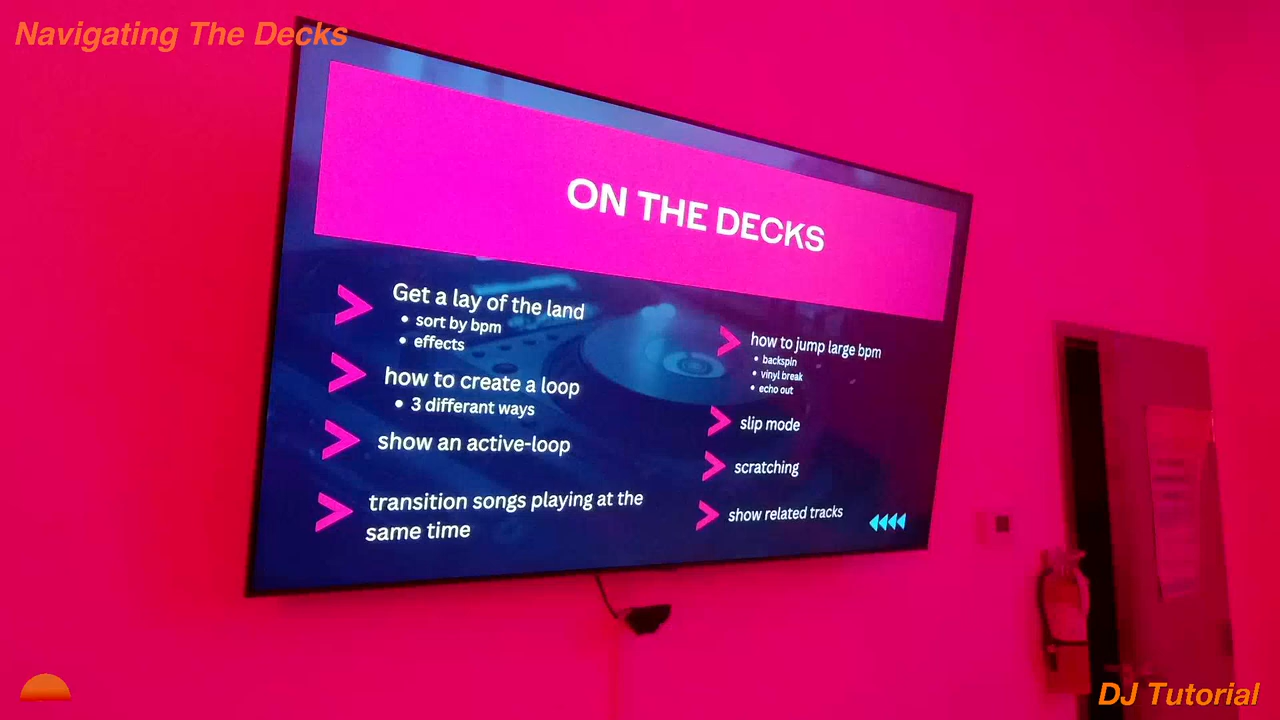 Navigating The Decks
ON THE DECKS
Get a lay of the land
sort by bpm
effects
how to create a loop
3 differant ways
show an active-loop
transition songs playing at the
same time
how to jump large bpm
backspin
vinyl break
echo out
slip mode
scratching
show related tracks
DJ Tutorial